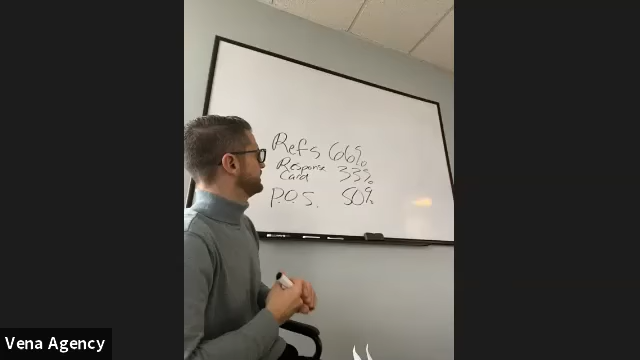 Refs 66%
Response 33%
Card
P.O.S. 50%
Vena Agency